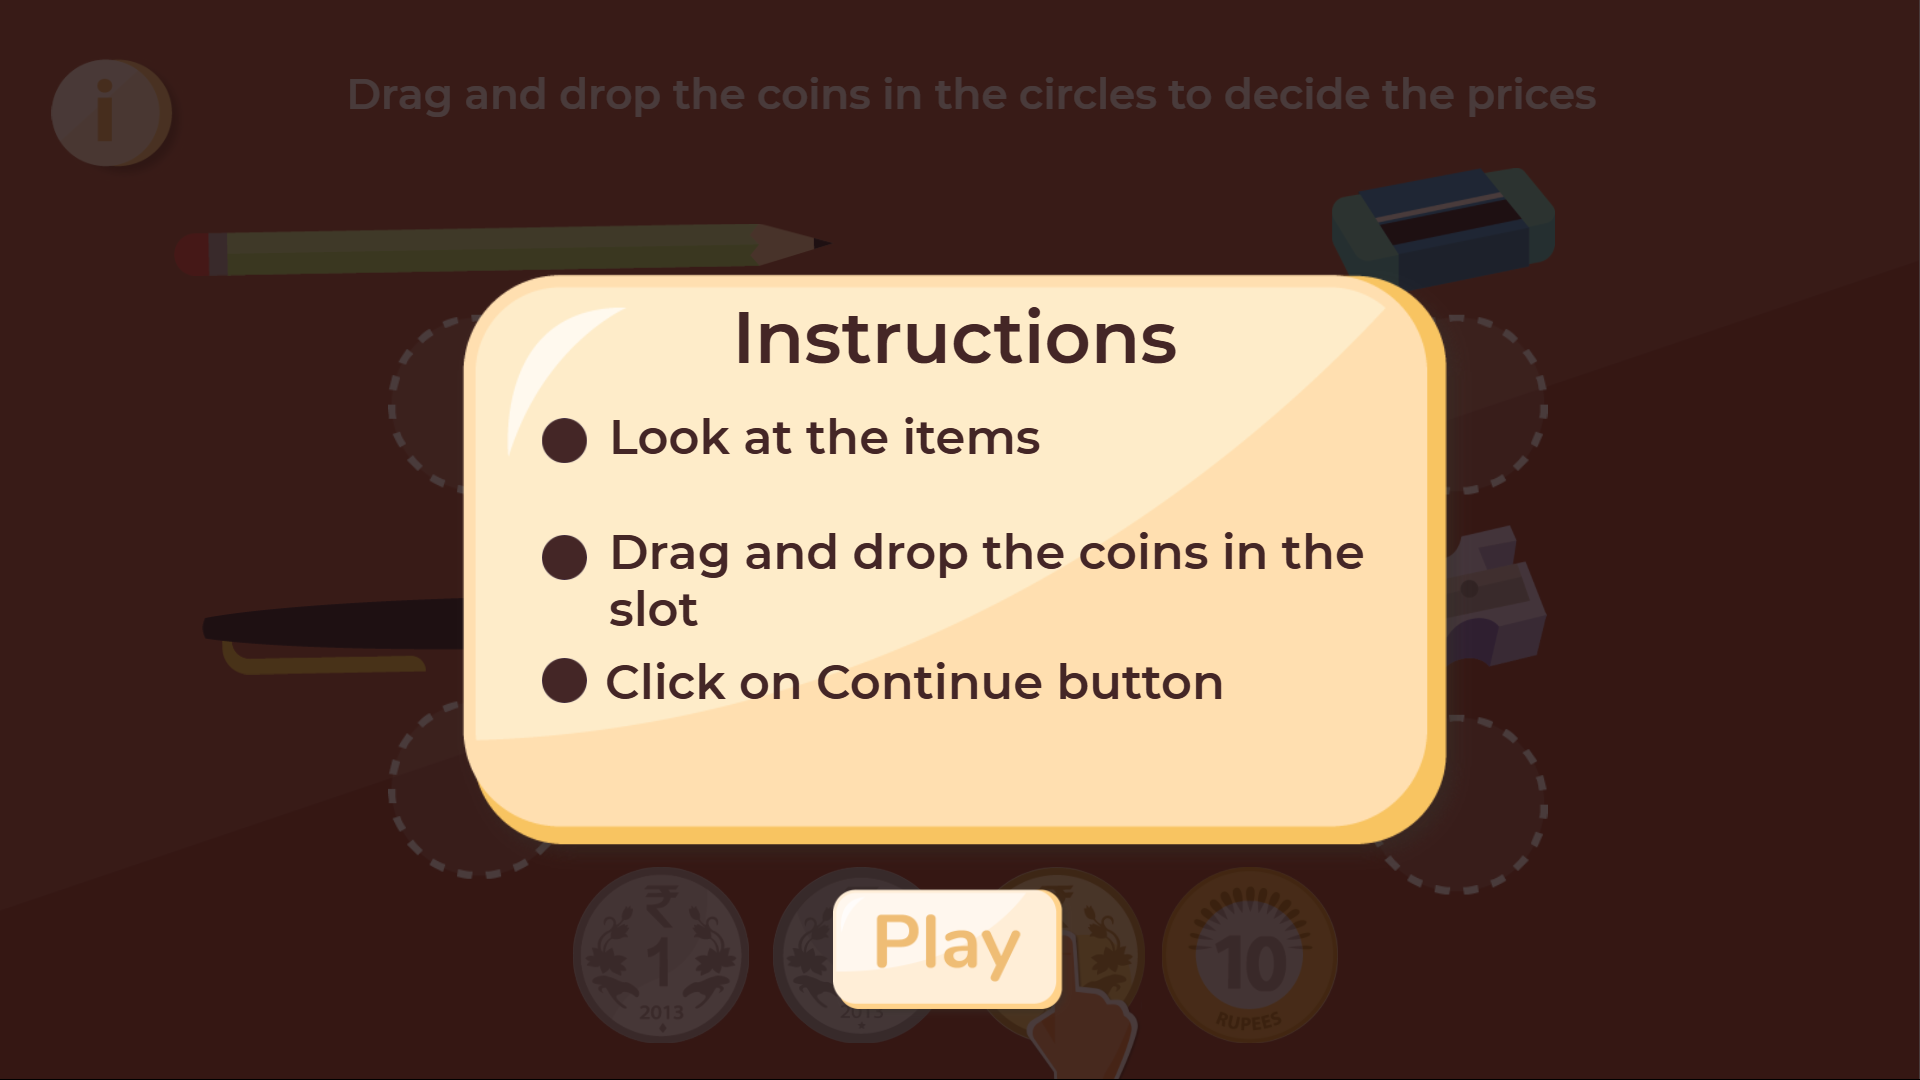 i
Drag and drop the coins in the circles to decide the prices
Instructions
Look at the items
Drag and drop the coins in the
slot
Click on Continue button
₹
1
2013
2013
₹
10
RUPEES
Play